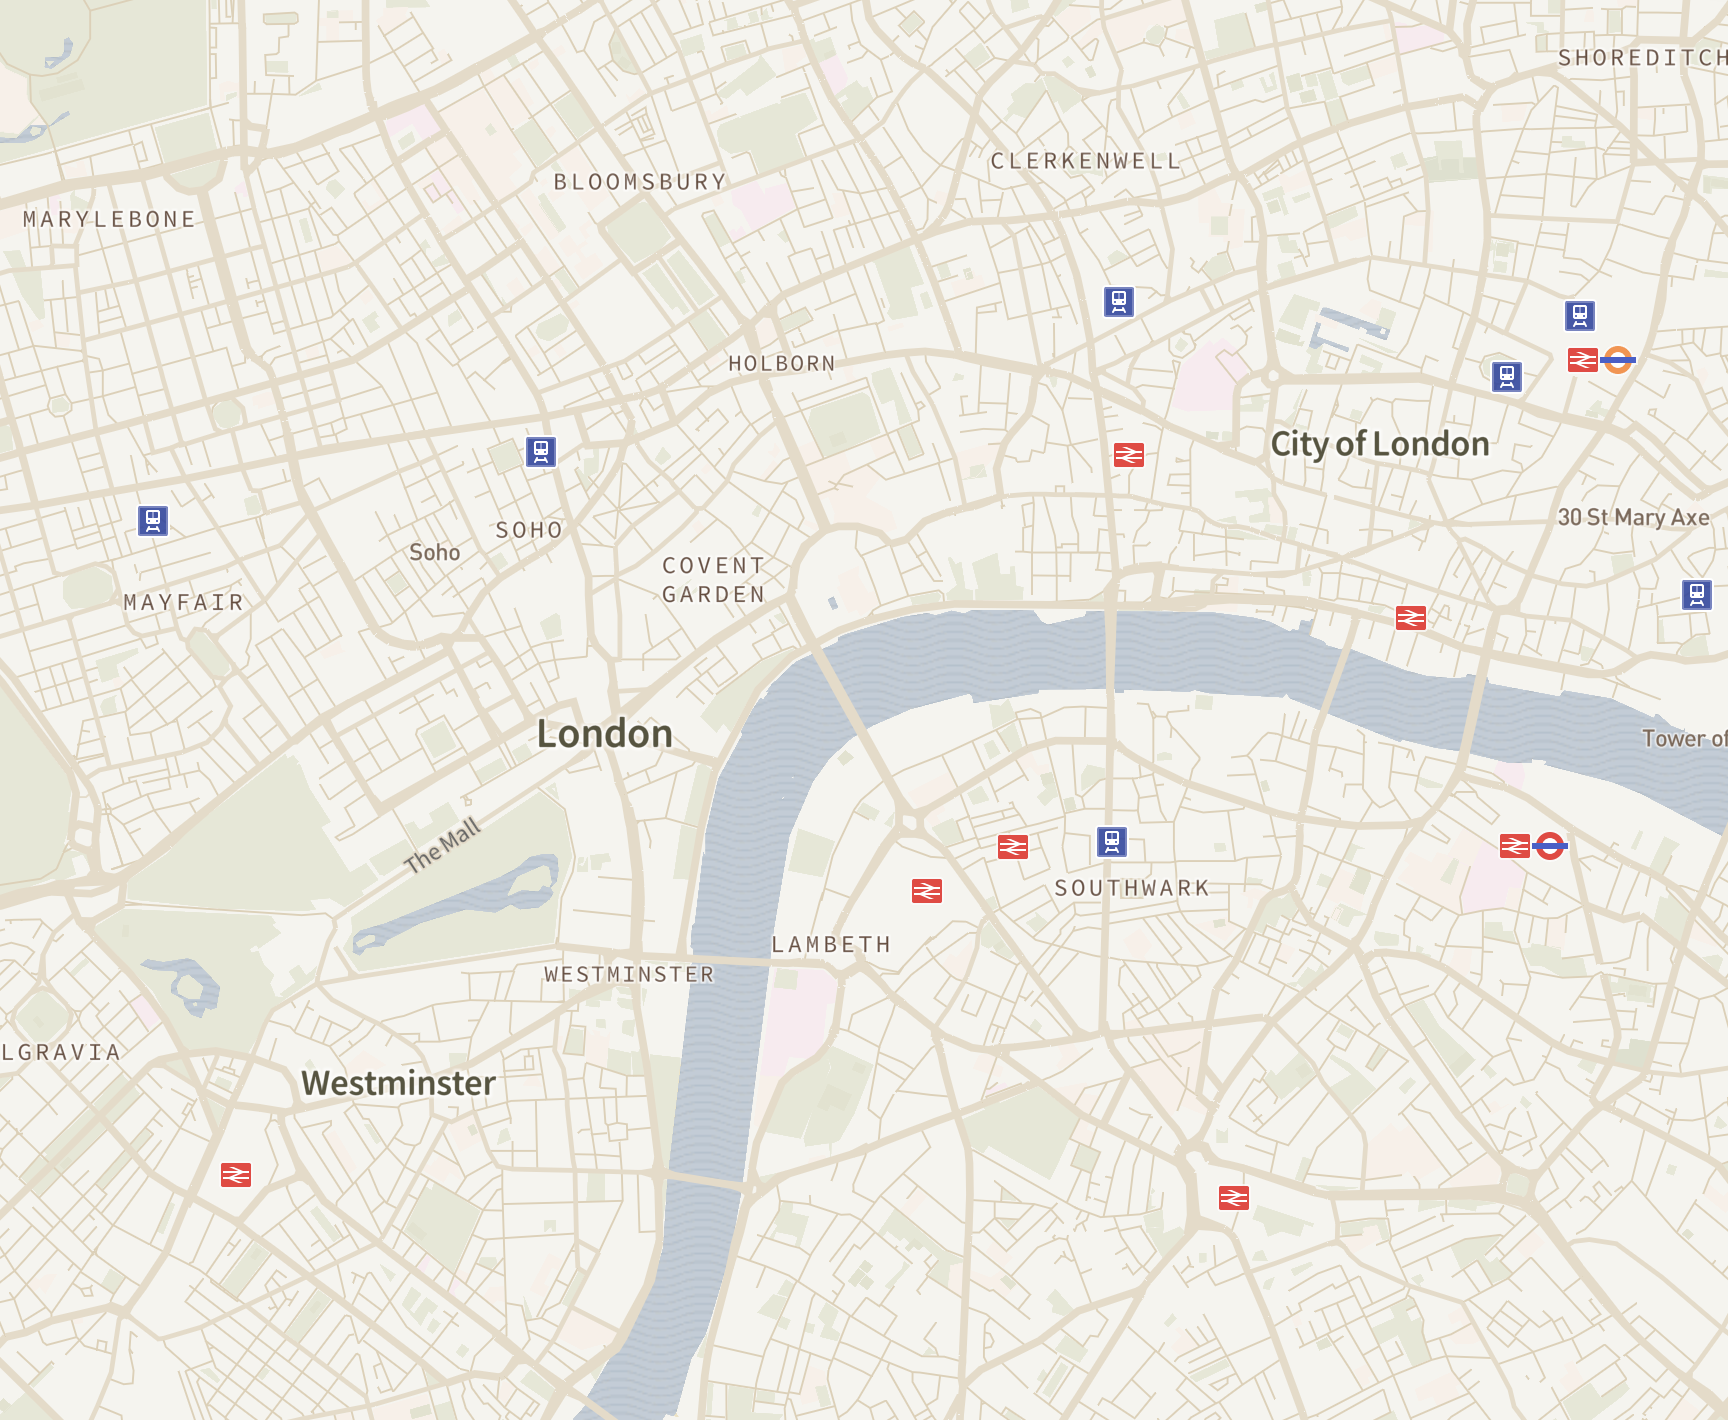 SHOREDITCH
CLERKENWELL
BLOOMSBURY
MARYLEBONE
HOLBORN
City of London
30 St Mary Axe
SOHO
Soho
COVENT
GARDEN
MAYFAIR
London
Tower of
The Mall
SOUTHWARK
LAMBETH
WESTMINSTER
LGRAVIA
Westminster